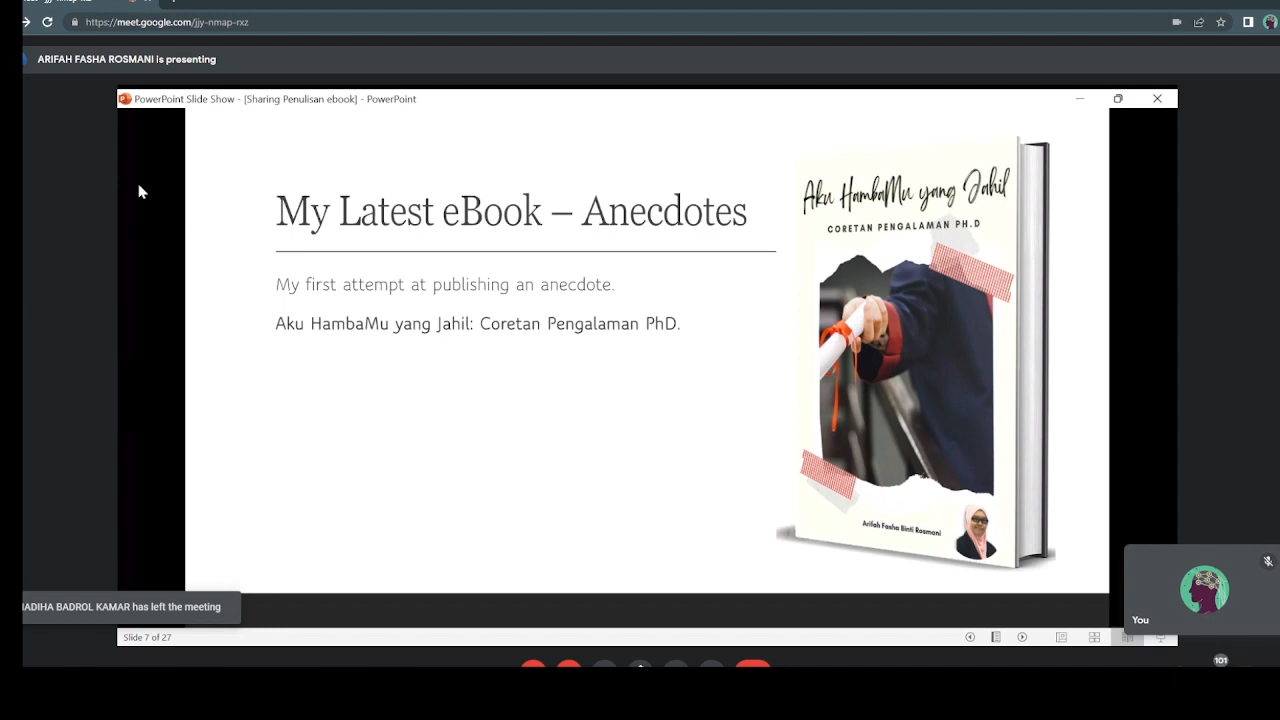 https://meet.google.com/jjy-nmap-rxz
ARIFAH FASHA ROSMANI is presenting
PowerPoint Slide Show - [Sharing Penulisan ebook] - PowerPoint
My Latest eBook – Anecdotes
My first attempt at publishing an anecdote.
Aku HambaMu yang Jahil: Coretan Pengalaman PhD.
Aku HambaMu yang Jahil
CORETAN PENGALAMAN PH.D
Arifah Fasha Binti Rosmani
BADROL KAMAR has left the meeting
You
Slide 7 of 27
101